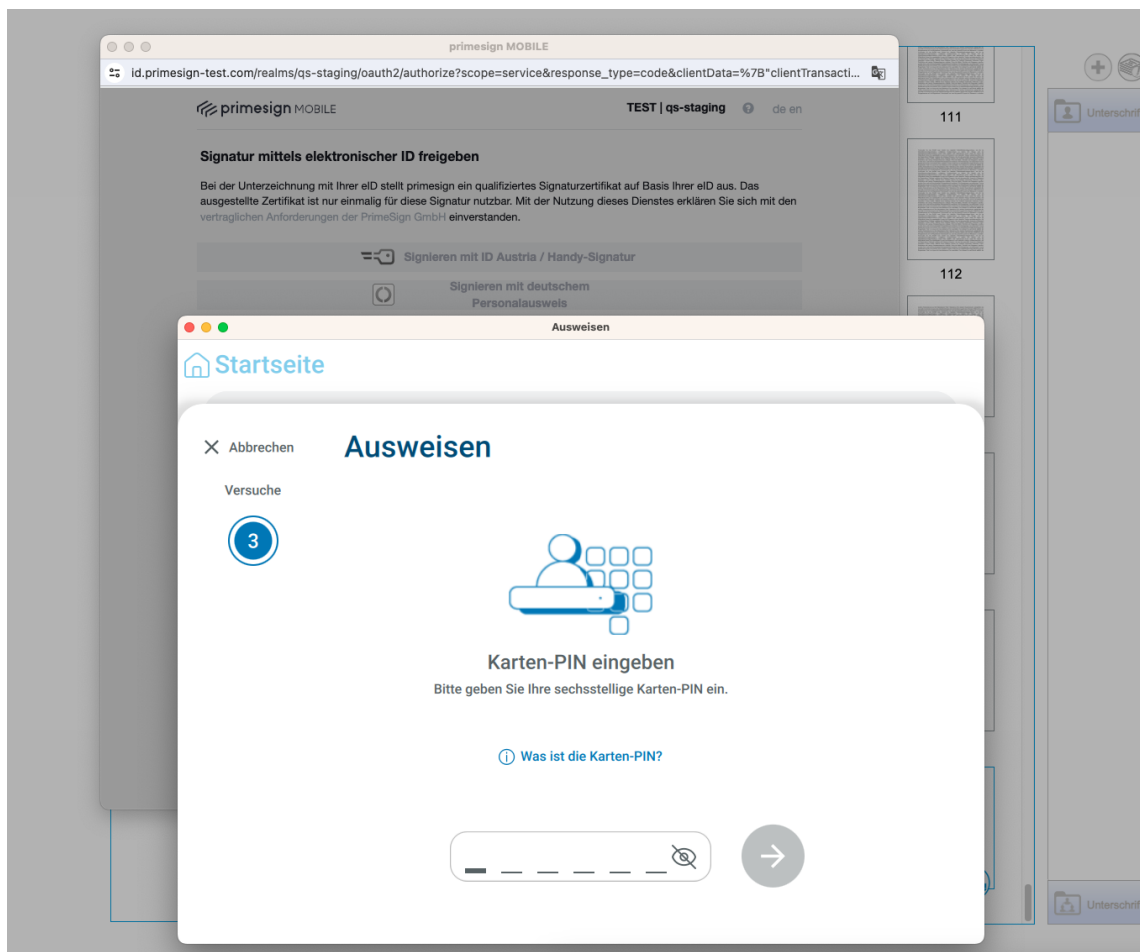 primesign MOBILE
id.primesign-test.com/realms/qs-staging/oauth2/authorize?scope=service&response_type=code&clientData=%7B"clientTransacti...
primesign MOBILE
TEST | qs-staging
de en
Signatur mittels elektronischer ID freigeben
Bei der Unterzeichnung mit Ihrer eID stellt primesign ein qualifiziertes Signaturzertifikat auf Basis Ihrer eID aus. Das
ausgestellte Zertifikat ist nur einmalig für diese Signatur nutzbar. Mit der Nutzung dieses Dienstes erklären Sie sich mit den
vertraglichen Anforderungen der PrimeSign GmbH einverstanden.
Signieren mit ID Austria / Handy-Signatur
Signieren mit deutschem
Personalausweis
111
112
Unterschrif
Ausweisen
Startseite
Abbrechen
Ausweisen
Versuche
3
Karten-PIN eingeben
Bitte geben Sie Ihre sechsstellige Karten-PIN ein.
Was ist die Karten-PIN?
Unterschrif